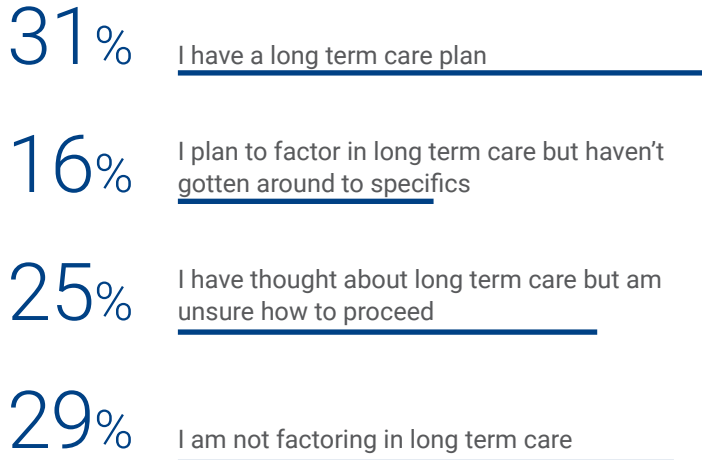 31% I have a long term care plan
16% I plan to factor in long term care but haven’t
gotten around to specifics
25% I have thought about long term care but am
unsure how to proceed
29% I am not factoring in long term care